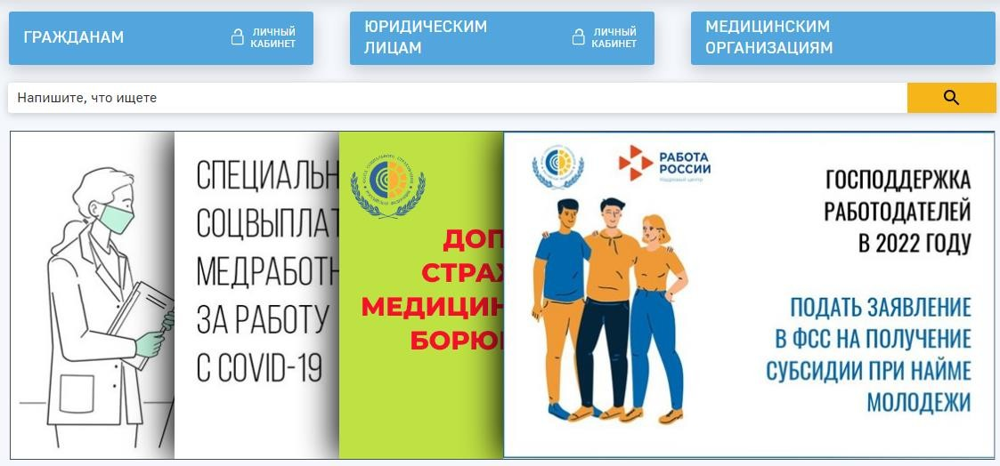 ГРАЖДАНАМ
ЛИЧНЫЙ
КАБИНЕТ
ЮРИДИЧЕСКИМ
ЛИЦАМ
ЛИЧНЫЙ
КАБИНЕТ
МЕДИЦИНСКИМ
ОРГАНИЗАЦИЯМ
Напишите, что ищете
СПЕЦИАЛЬН
СОЦВЫПЛАТ
МЕДРАБОТН
ЗА РАБОТУ
С COVID-19
ДОП
СТРАХ
МЕДИЦИН
БОРЮ
РАБОТА
РОССИИ
Кадровый центр
ГОСПОДДЕРЖКА
РАБОТОДАТЕЛЕЙ
В 2022 ГОДУ
ПОДАТЬ ЗАЯВЛЕНИЕ
В ФСС НА ПОЛУЧЕНИЕ
СУБСИДИИ ПРИ НАЙМЕ
МОЛОДЕЖИ